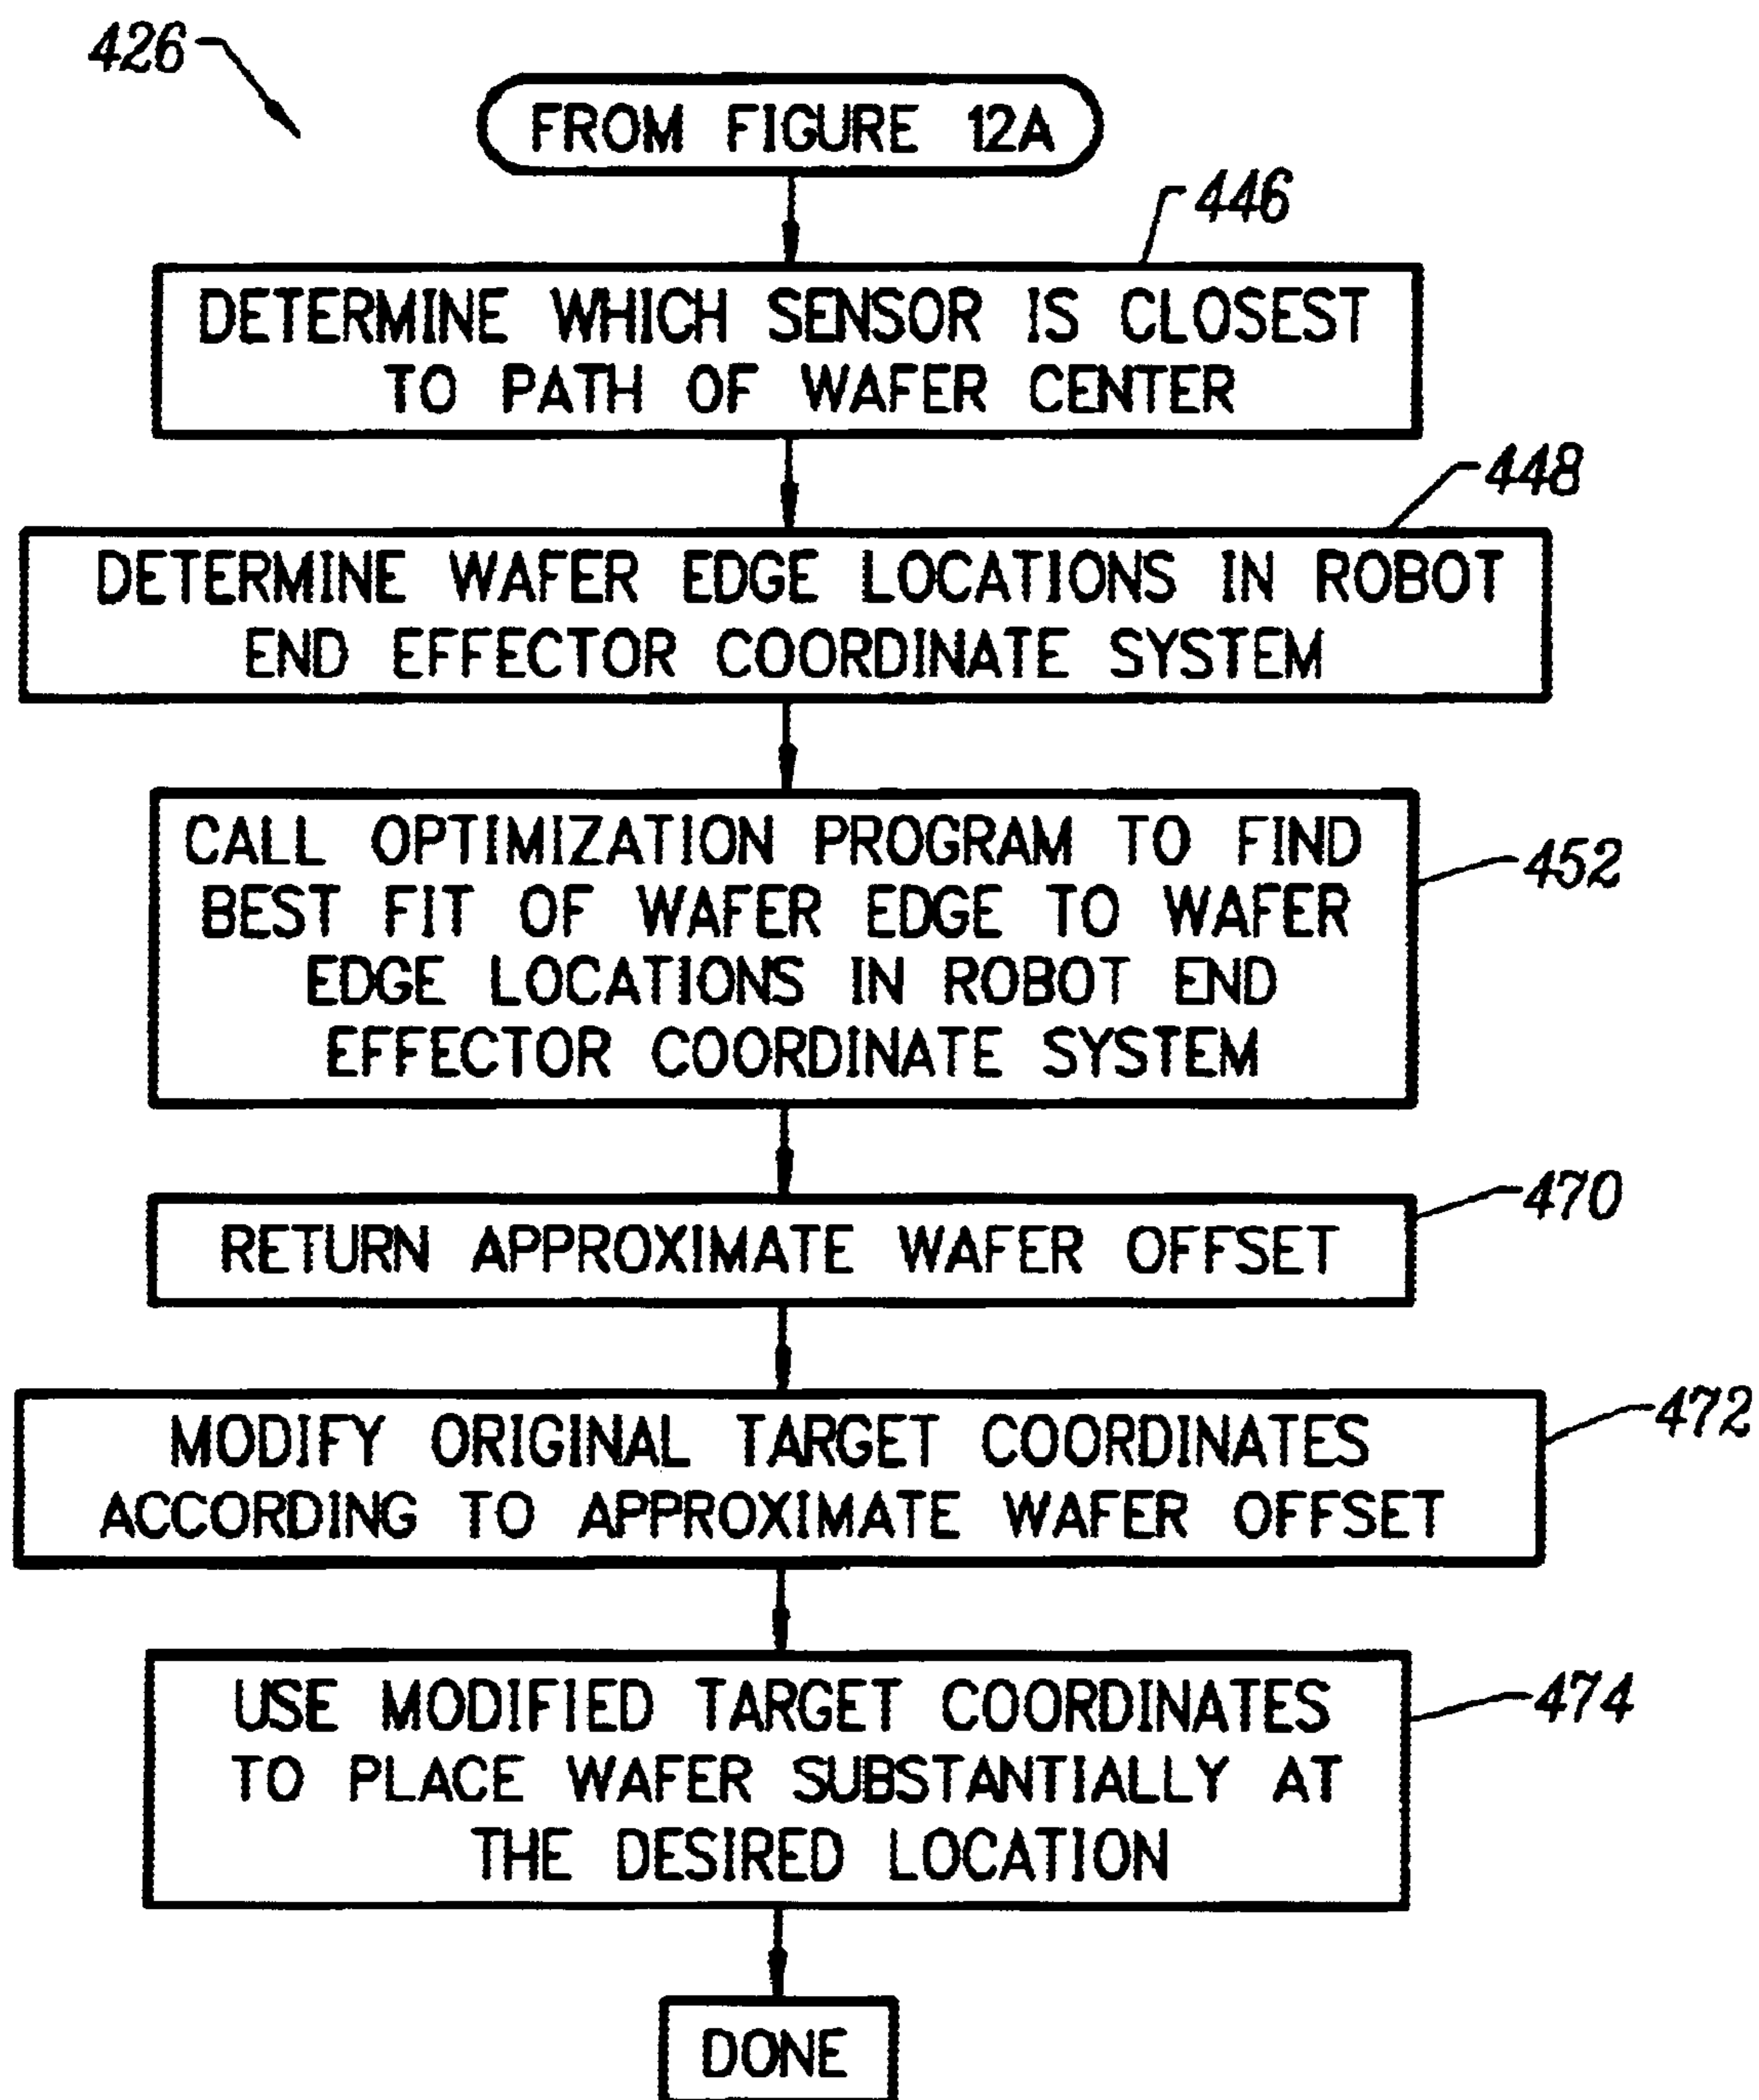 426
FROM FIGURE 12A
446
DETERMINE WHICH SENSOR IS CLOSEST
TO PATH OF WAFER CENTER
448
DETERMINE WAFER EDGE LOCATIONS IN ROBOT
END EFFECTOR COORDINATE SYSTEM
CALL OPTIMIZATION PROGRAM TO FIND
BEST FIT OF WAFER EDGE TO WAFER
EDGE LOCATIONS IN ROBOT END
EFFECTOR COORDINATE SYSTEM
452
RETURN APPROXIMATE WAFER OFFSET
470
MODIFY ORIGINAL TARGET COORDINATES
ACCORDING TO APPROXIMATE WAFER OFFSET
472
USE MODIFIED TARGET COORDINATES
TO PLACE WAFER SUBSTANTIALLY AT
THE DESIRED LOCATION
474
DONE